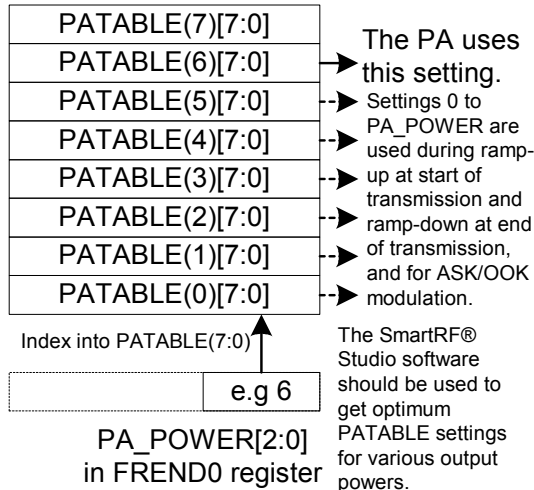 PATABLE(7)[7:0]
PATABLE(6)[7:0]
PATABLE(5)[7:0]
PATABLE(4)[7:0]
PATABLE(3)[7:0]
PATABLE(2)[7:0]
PATABLE(1)[7:0]
PATABLE(0)[7:0]
The PA uses
this setting.
Settings 0 to
PA_POWER are
used during ramp-
up at start of
transmission and
ramp-down at end
of transmission,
and for ASK/OOK
modulation.
Index into PATABLE(7:0)
e.g 6
PA_POWER[2:0]
in FREND0 register
The SmartRF®
Studio software
should be used to
get optimum
PATABLE settings
for various output
powers.